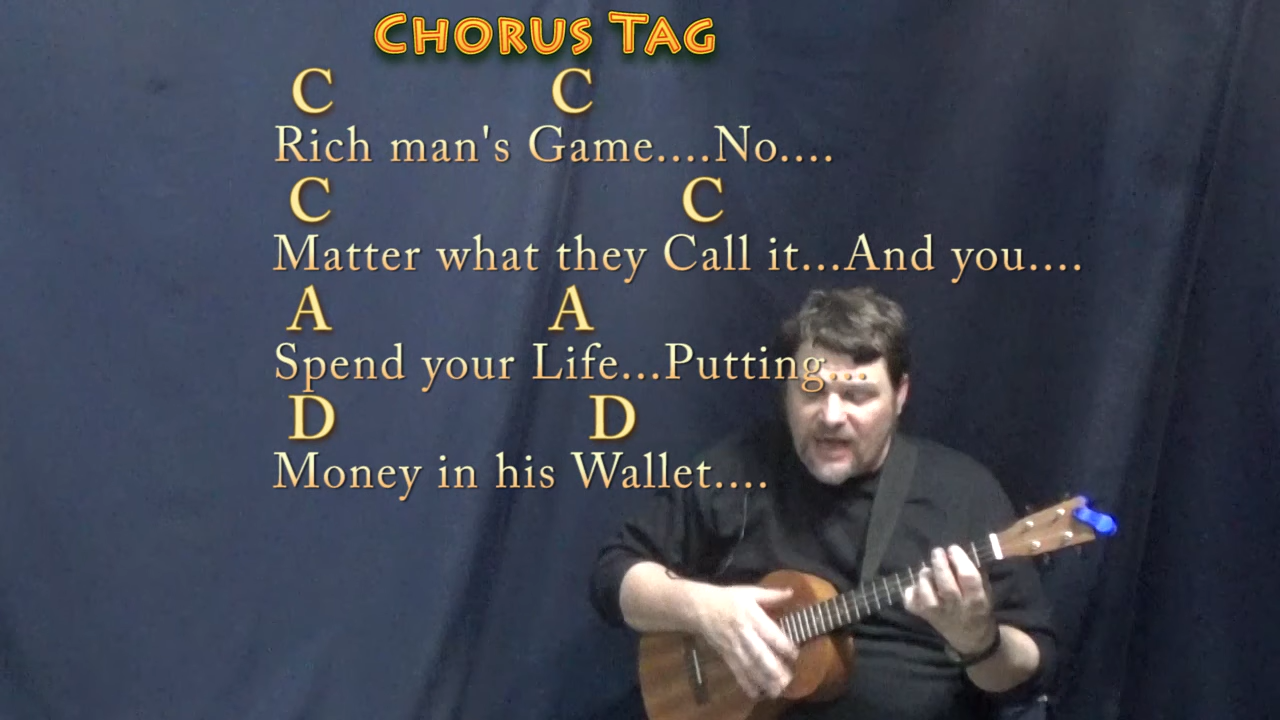 Chorus Tag
C C
Rich man's Game....No....
C C
Matter what they Call it...And you....
A A
Spend your Life...Putting...
D D
Money in his Wallet....